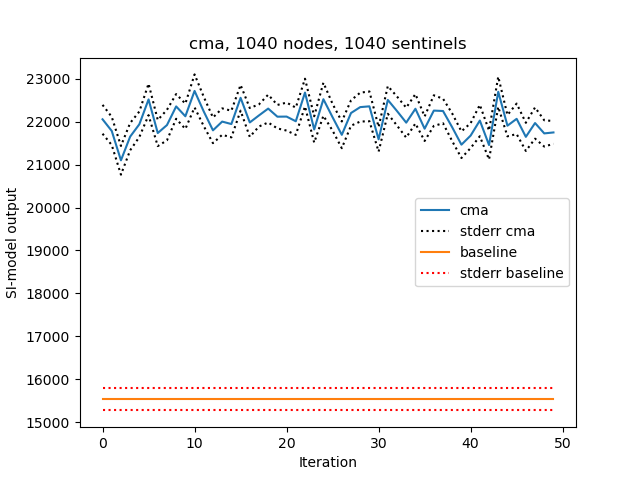 cma, 1040 nodes, 1040 sentinels
SI-model output
23000
22000
21000
20000
19000
18000
17000
16000
15000
cma
stderr cma
baseline
stderr baseline
0 10 20 30 40 50
Iteration